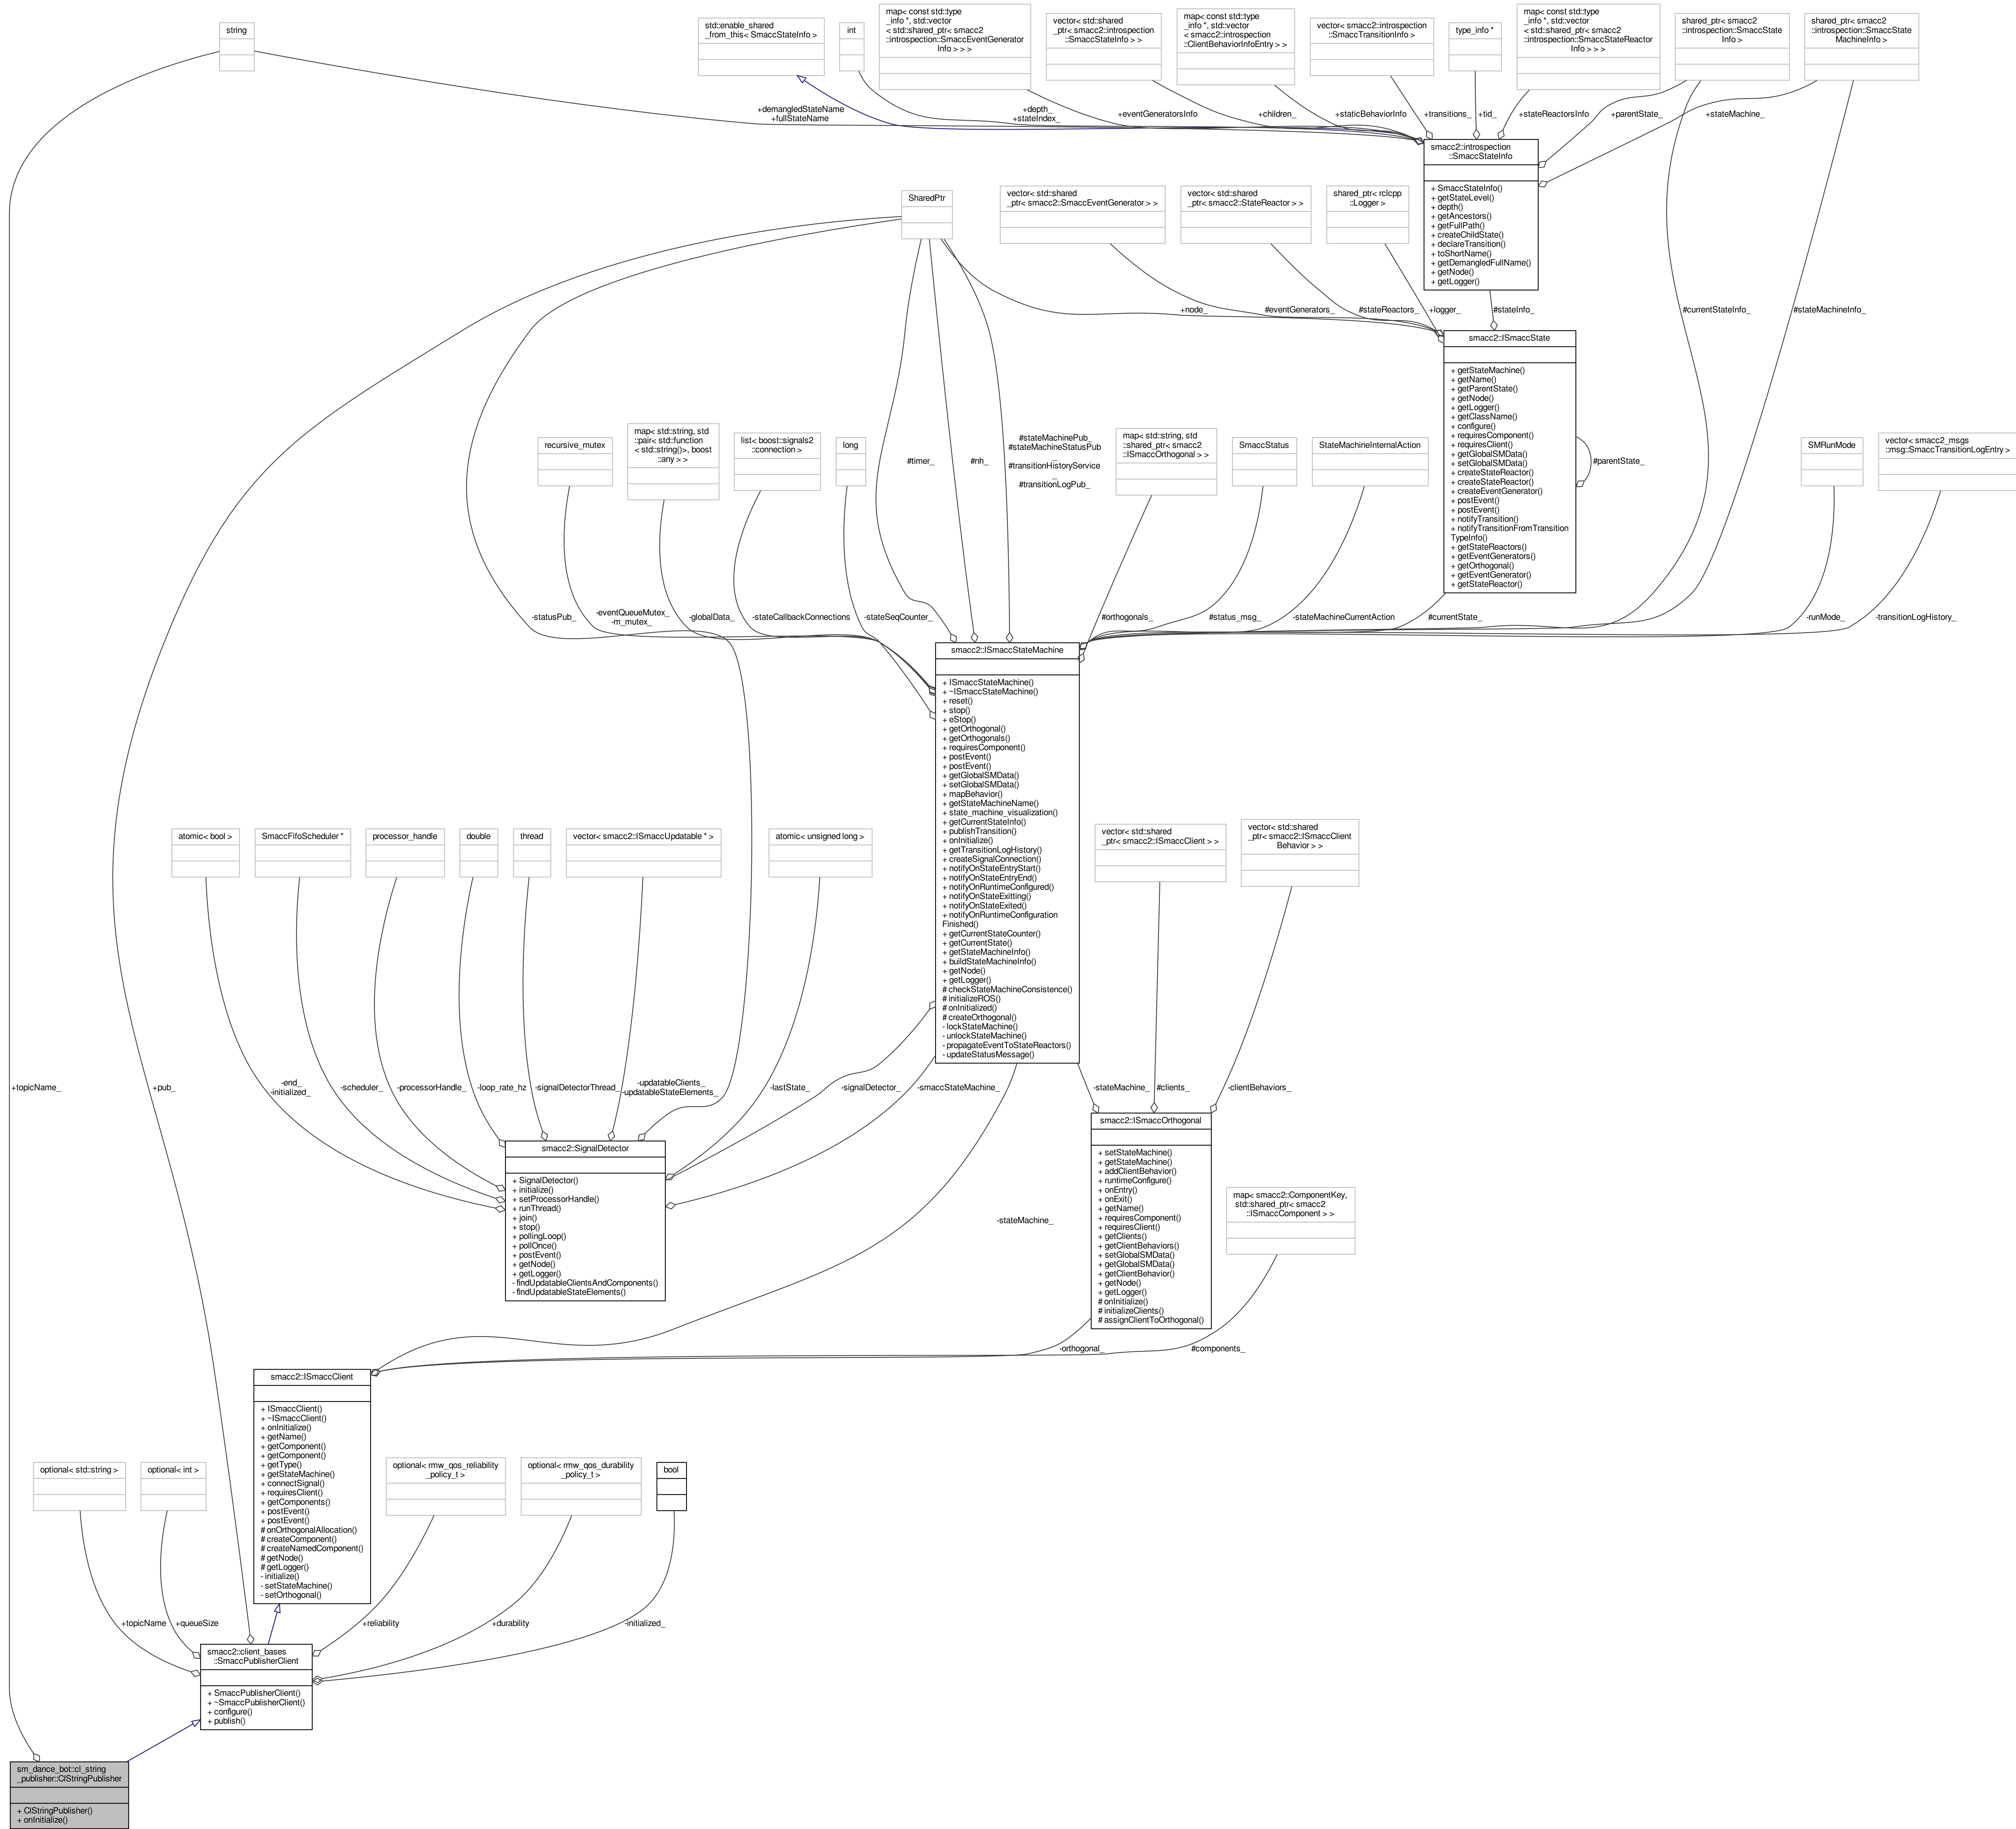 string
std::enable_shared
_from_this< SmaccStateInfo >
int
map< const std::type
_info *, std::vector
< std::shared_ptr< smacc2
::introspection::SmaccEventGenerator
Info > > >
vector< std::shared
_ptr< smacc2::introspection
::SmaccStateInfo > >
map< const std::type
_info *, std::vector
< smacc2::introspection
::ClientBehaviorInfoEntry > >
vector< smacc2::introspection
::SmaccTransitionInfo >
type_info *
map< const std::type
_info *, std::vector
< std::shared_ptr< smacc2
::introspection::SmaccStateReactor
Info > > >
shared_ptr< smacc2
::introspection::SmaccState
Info >
shared_ptr< smacc2
::introspection::SmaccState
MachineInfo >
+demangledStateName
+fullStateName
+depth_
+stateIndex_
+eventGeneratorsInfo
+children_
+staticBehaviorInfo
+transitions_
+tid_
+stateReactorsInfo
+parentState_
+stateMachine_
smacc2::introspection
::SmaccStateInfo
+ SmaccStateInfo()
+ getStateLevel()
+ depth()
+ getAncestors()
+ getFullPath()
+ createChildState()
+ declareTransition()
+ toShortName()
+ getDemangledFullName()
+ getNode()
+ getLogger()
SharedPtr
vector< std::shared
_ptr< smacc2::SmaccEventGenerator > >
vector< std::shared
_ptr< smacc2::StateReactor > >
shared_ptr< rclcpp
::Logger >
+node_
#eventGenerators_
#stateReactors_
+logger_
#stateInfo_
#currentStateInfo_
#stateMachineInfo_
smacc2::ISmaccState
+ getStateMachine()
+ getName()
+ getParentState()
+ getNode()
+ getLogger()
+ getClassName()
+ configure()
+ requiresComponent()
+ requiresClient()
+ getGlobalSMData()
+ setGlobalSMData()
+ createStateReactor()
+ createStateReactor()
+ createEventGenerator()
+ postEvent()
+ postEvent()
+ notifyTransition()
+ notifyTransitionFromTransition
TypeInfo()
+ getStateReactors()
+ getEventGenerators()
+ getOrthogonal()
+ getEventGenerator()
+ getStateReactor()
#parentState_
recursive_mutex
map< std::string, std
::pair< std::function
< std::string()>, boost
::any > >
list< boost::signals2
::connection >
long
#timer_
#nh_
#stateMachinePub_
#stateMachineStatusPub
_
#transitionHistoryService
_
#transitionLogPub_
map< std::string, std
::shared_ptr< smacc2
::ISmaccOrthogonal > >
SmaccStatus
StateMachineInternalAction
SMRunMode
vector< smacc2_msgs
::msg::SmaccTransitionLogEntry >
-statusPub_
-eventQueueMutex_
-m_mutex_
-globalData_
-stateCallbackConnections
-stateSeqCounter_
#orthogonals_
#status_msg_
-stateMachineCurrentAction
#currentState_
-runMode_
-transitionLogHistory_
smacc2::ISmaccStateMachine
+ ISmaccStateMachine()
+ ~ISmaccStateMachine()
+ reset()
+ stop()
+ eStop()
+ getOrthogonal()
+ getOrthogonals()
+ requiresComponent()
+ postEvent()
+ postEvent()
+ getGlobalSMData()
+ setGlobalSMData()
+ mapBehavior()
+ getStateMachineName()
+ state_machine_visualization()
+ getCurrentStateInfo()
+ publishTransition()
+ onInitialize()
+ getTransitionLogHistory()
+ createSignalConnection()
+ notifyOnStateEntryStart()
+ notifyOnStateEntryEnd()
+ notifyOnRuntimeConfigured()
+ notifyOnStateExitting()
+ notifyOnStateExited()
+ notifyOnRuntimeConfiguration
Finished()
+ getCurrentStateCounter()
+ getCurrentState()
+ getStateMachineInfo()
+ buildStateMachineInfo()
+ getNode()
+ getLogger()
# checkStateMachineConsistence()
# initializeROS()
# onInitialized()
# createOrthogonal()
- lockStateMachine()
- unlockStateMachine()
- propagateEventToStateReactors()
- updateStatusMessage()
atomic< bool >
SmaccFifoScheduler *
processor_handle
double
thread
vector< smacc2::ISmaccUpdatable * >
atomic< unsigned long >
vector< std::shared
_ptr< smacc2::ISmaccClient > >
vector< std::shared
_ptr< smacc2::ISmaccClient
Behavior > >
+topicName_
+pub_
-end_
-initialized_
-scheduler_
-processorHandle_
-loop_rate_hz
-signalDetectorThread_
-updatableClients_
-updatableStateElements_
-lastState_
-signalDetector_
-smaccStateMachine_
-stateMachine_
#clients_
-clientBehaviors_
smacc2::SignalDetector
+ SignalDetector()
+ initialize()
+ setProcessorHandle()
+ runThread()
+ join()
+ stop()
+ pollingLoop()
+ pollOnce()
+ postEvent()
+ getNode()
+ getLogger()
- findUpdatableClientsAndComponents()
- findUpdatableStateElements()
smacc2::ISmaccOrthogonal
+ setStateMachine()
+ getStateMachine()
+ addClientBehavior()
+ runtimeConfigure()
+ onEntry()
+ onExit()
+ getName()
+ requiresComponent()
+ requiresClient()
+ getClients()
+ getClientBehaviors()
+ setGlobalSMData()
+ getGlobalSMData()
+ getClientBehavior()
+ getNode()
+ getLogger()
# onInitialize()
# initializeClients()
# assignClientToOrthogonal()
-stateMachine_
map< smacc2::ComponentKey,
std::shared_ptr< smacc2
::ISmaccComponent > >
-orthogonal_
#components_
smacc2::ISmaccClient
+ ISmaccClient()
+ ~ISmaccClient()
+ onInitialize()
+ getName()
+ getComponent()
+ getComponent()
+ getType()
+ getStateMachine()
+ connectSignal()
+ requiresClient()
+ getComponents()
+ postEvent()
+ postEvent()
# onOrthogonalAllocation()
# createComponent()
# createNamedComponent()
# getNode()
# getLogger()
- initialize()
- setStateMachine()
- setOrthogonal()
optional< std::string >
optional< int >
optional< rmw_qos_reliability
_policy_t >
optional< rmw_qos_durability
_policy_t >
bool
+topicName
+queueSize
+reliability
+durability
-initialized_
smacc2::client_bases
::SmaccPublisherClient
+ SmaccPublisherClient()
+ ~SmaccPublisherClient()
+ configure()
+ publish()
sm_dance_bot::cl_string
_publisher::ClStringPublisher
+ ClStringPublisher()
+ onInitialize()